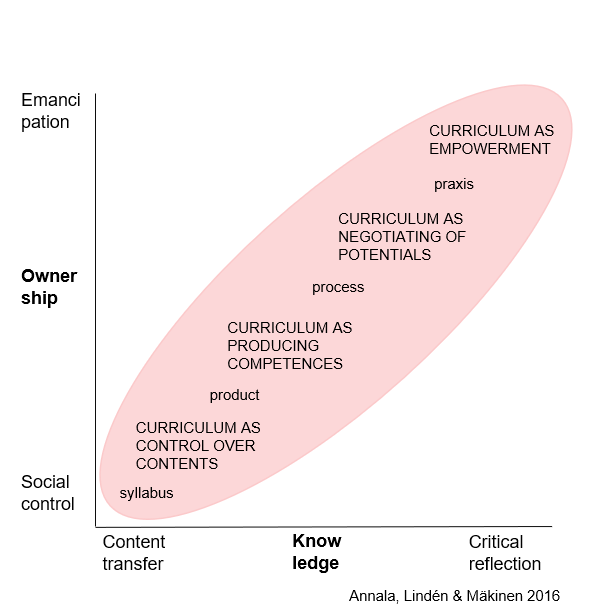 Emanci
pation
CURRICULUM AS
EMPOWERMENT
praxis
CURRICULUM AS
NEGOTIATING OF
POTENTIALS
Owner
ship
process
CURRICULUM AS
PRODUCING
COMPETENCES
product
CURRICULUM AS
CONTROL OVER
CONTENTS
Social
control
syllabus
Content
transfer
Know
ledge
Critical
reflection
Annala, Lindén & Mäkinen 2016